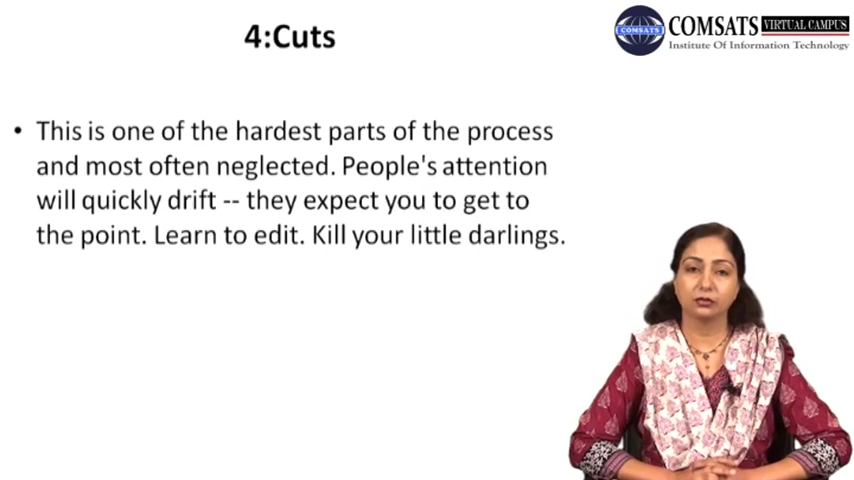 4:Cuts
COMSATS VIRTUAL CAMPUS
Institute Of Information Technology
COMSATS
• This is one of the hardest parts of the process
and most often neglected. People's attention
will quickly drift -- they expect you to get to
the point. Learn to edit. Kill your little darlings.